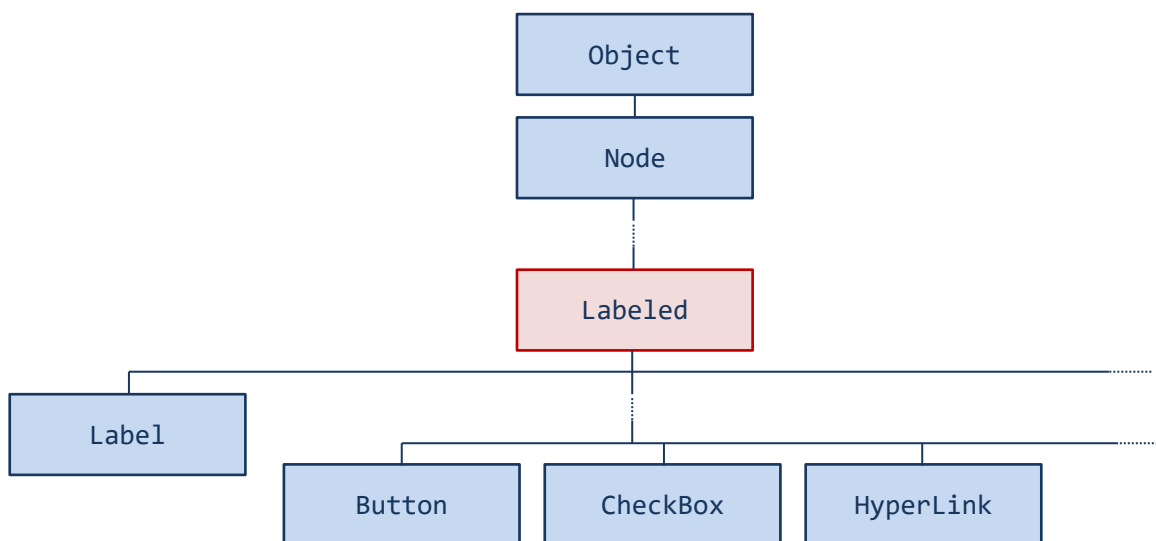 Object
Node
Labeled
Label
Button
CheckBox
HyperLink